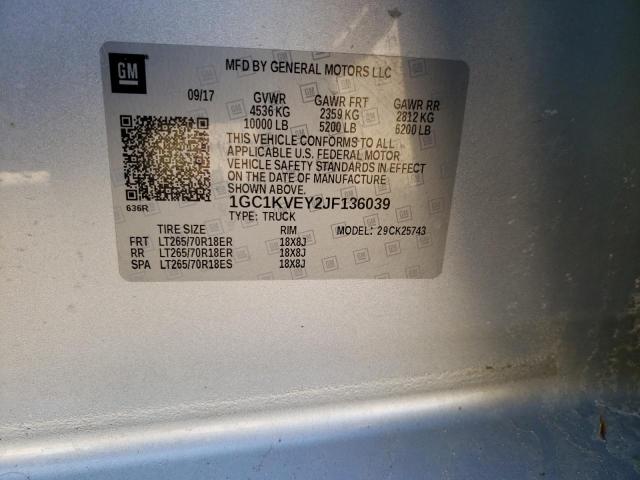 GM
MFD BY GENERAL MOTORS LLC
09/17 GVWR GAWR FRT GAWR RR
4536 KG 2359 KG 2812 KG
10000 LB 5200 LB 6200 LB
THIS VEHICLE CONFORMS TO ALL
APPLICABLE U.S. FEDERAL MOTOR
VEHICLE SAFETY STANDARDS IN EFFECT
ON THE DATE OF MANUFACTURE
SHOWN ABOVE.
636R
1GC1KVEY2JF136039
TYPE: TRUCK
TIRE SIZE RIM MODEL: 29CK25743
FRT LT265/70R18ER 18X8J
RR LT265/70R18ER 18X8J
SPA LT265/70R18ES 18X8J